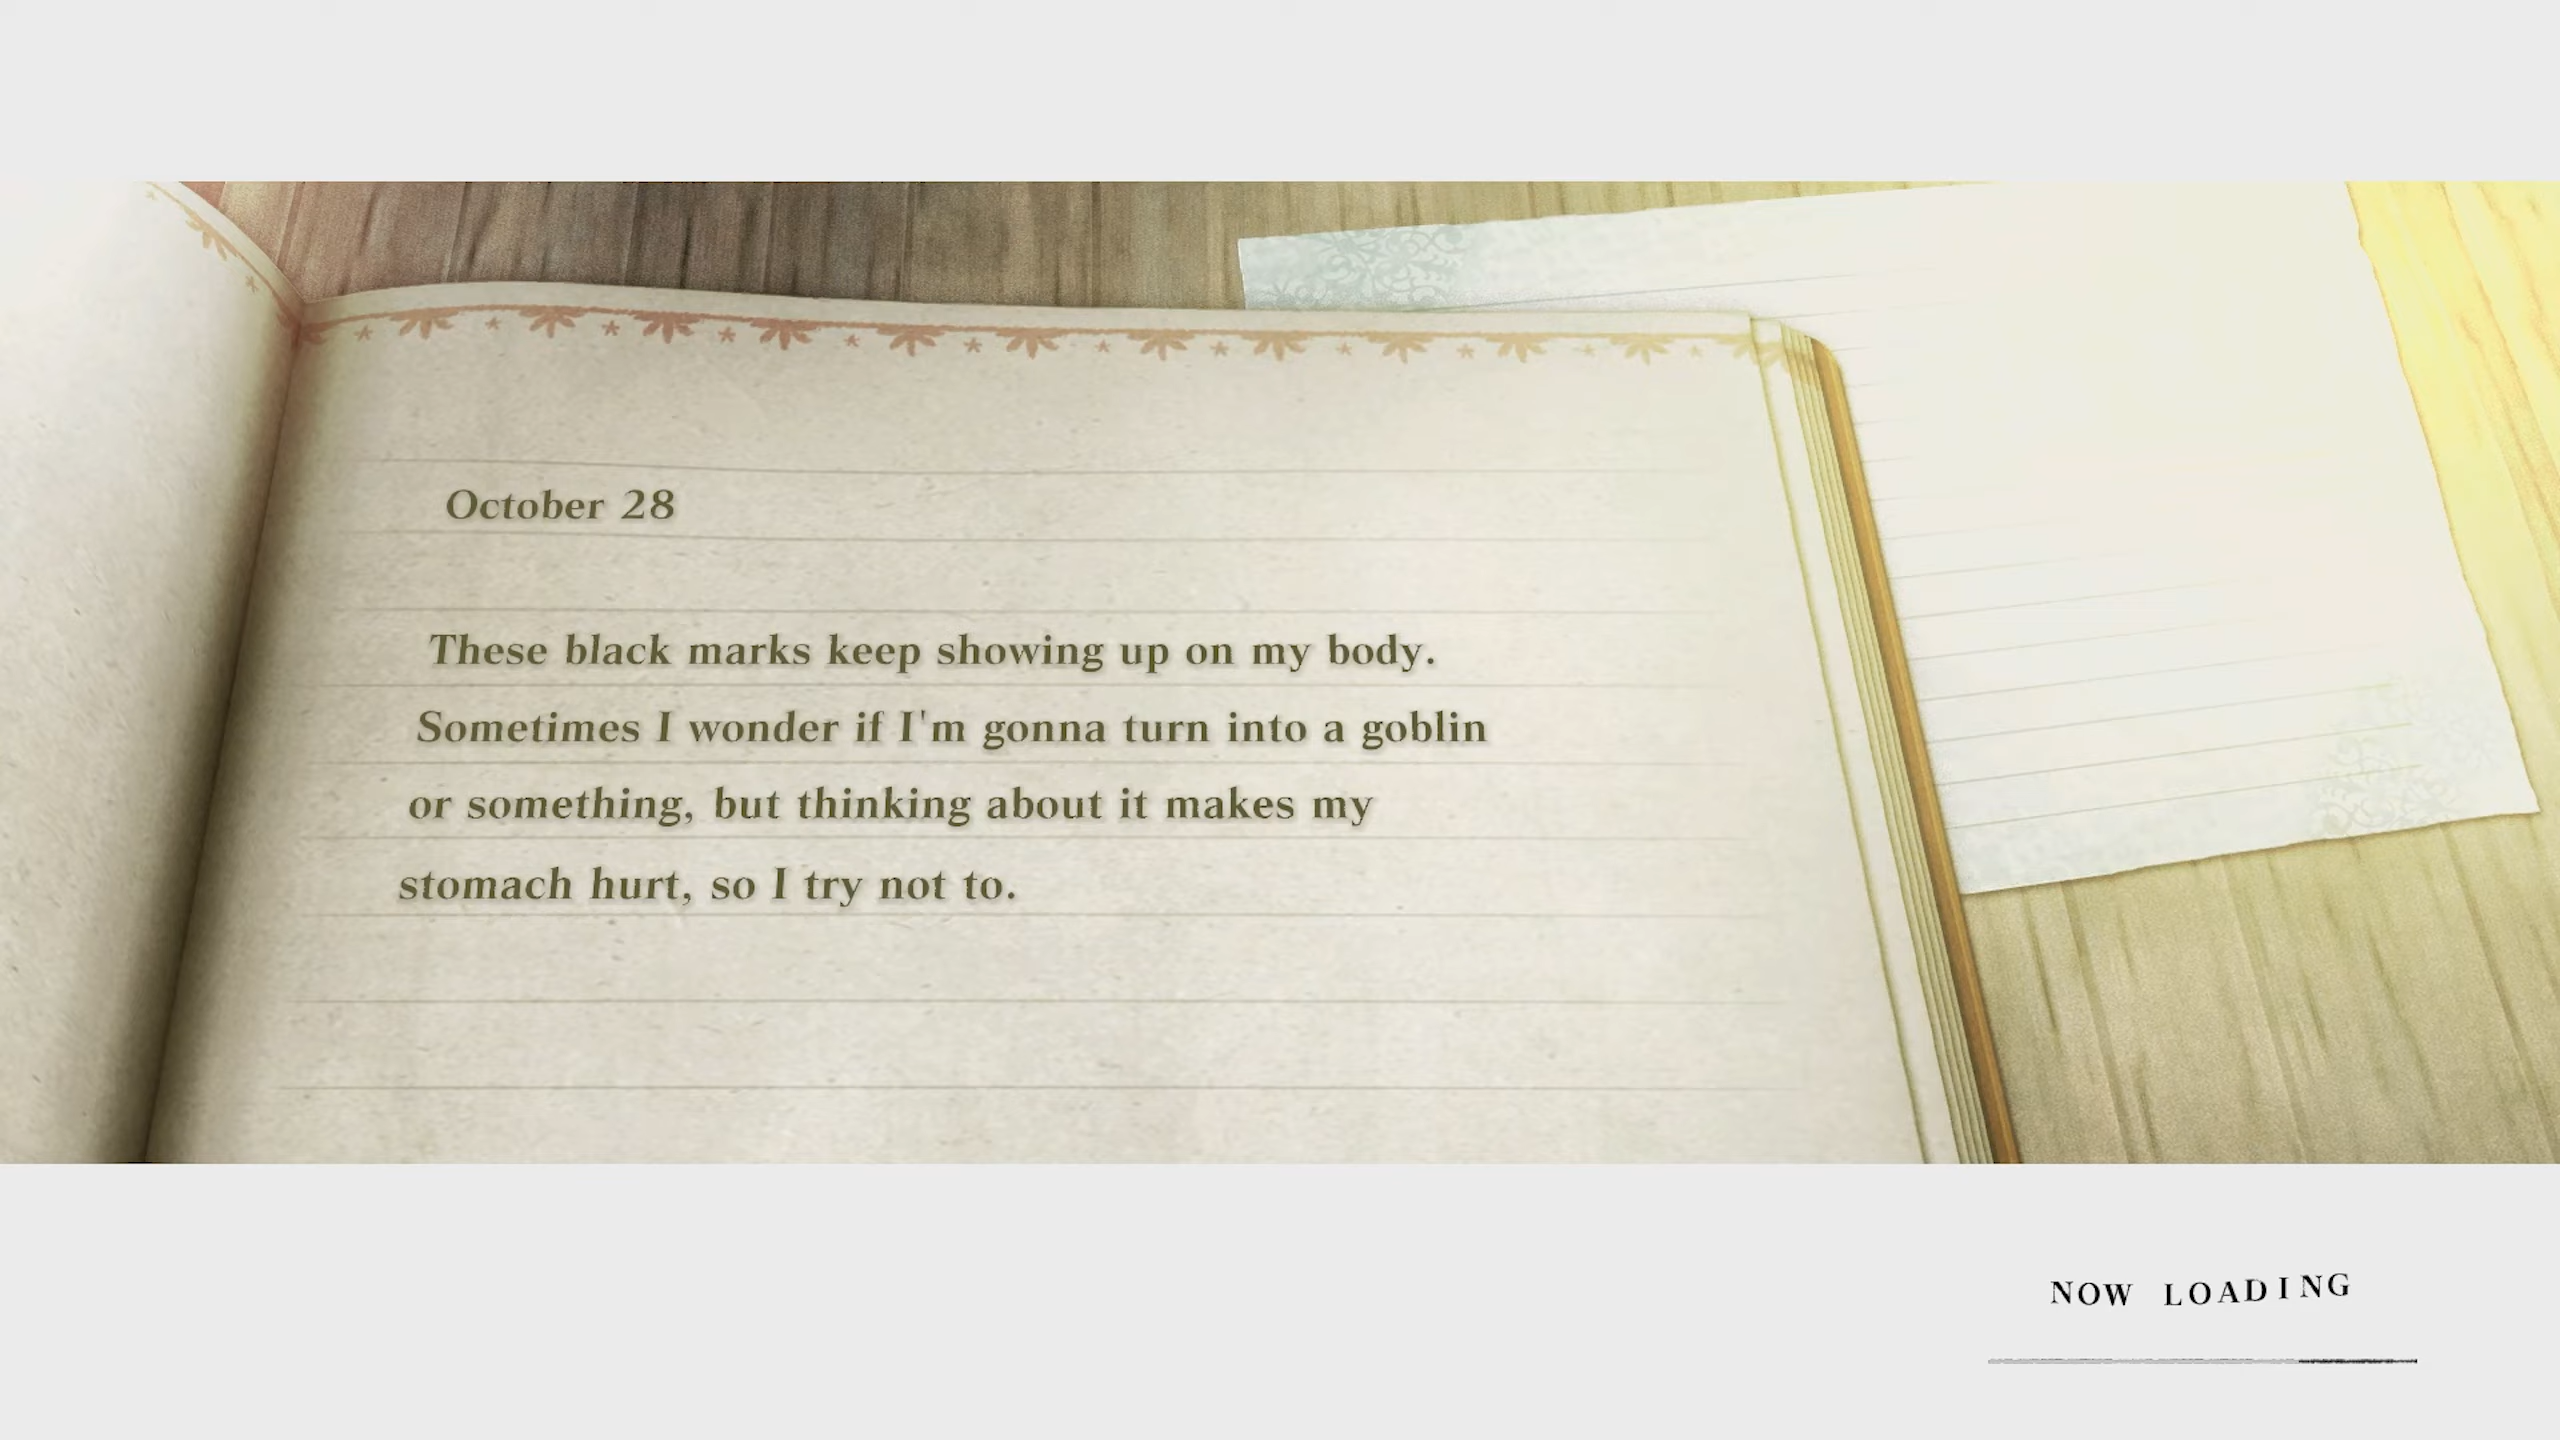 October 28
These black marks keep showing up on my body.
Sometimes I wonder if I'm gonna turn into a goblin
or something, but thinking about it makes my
stomach hurt, so I try not to.
NOW LOADING